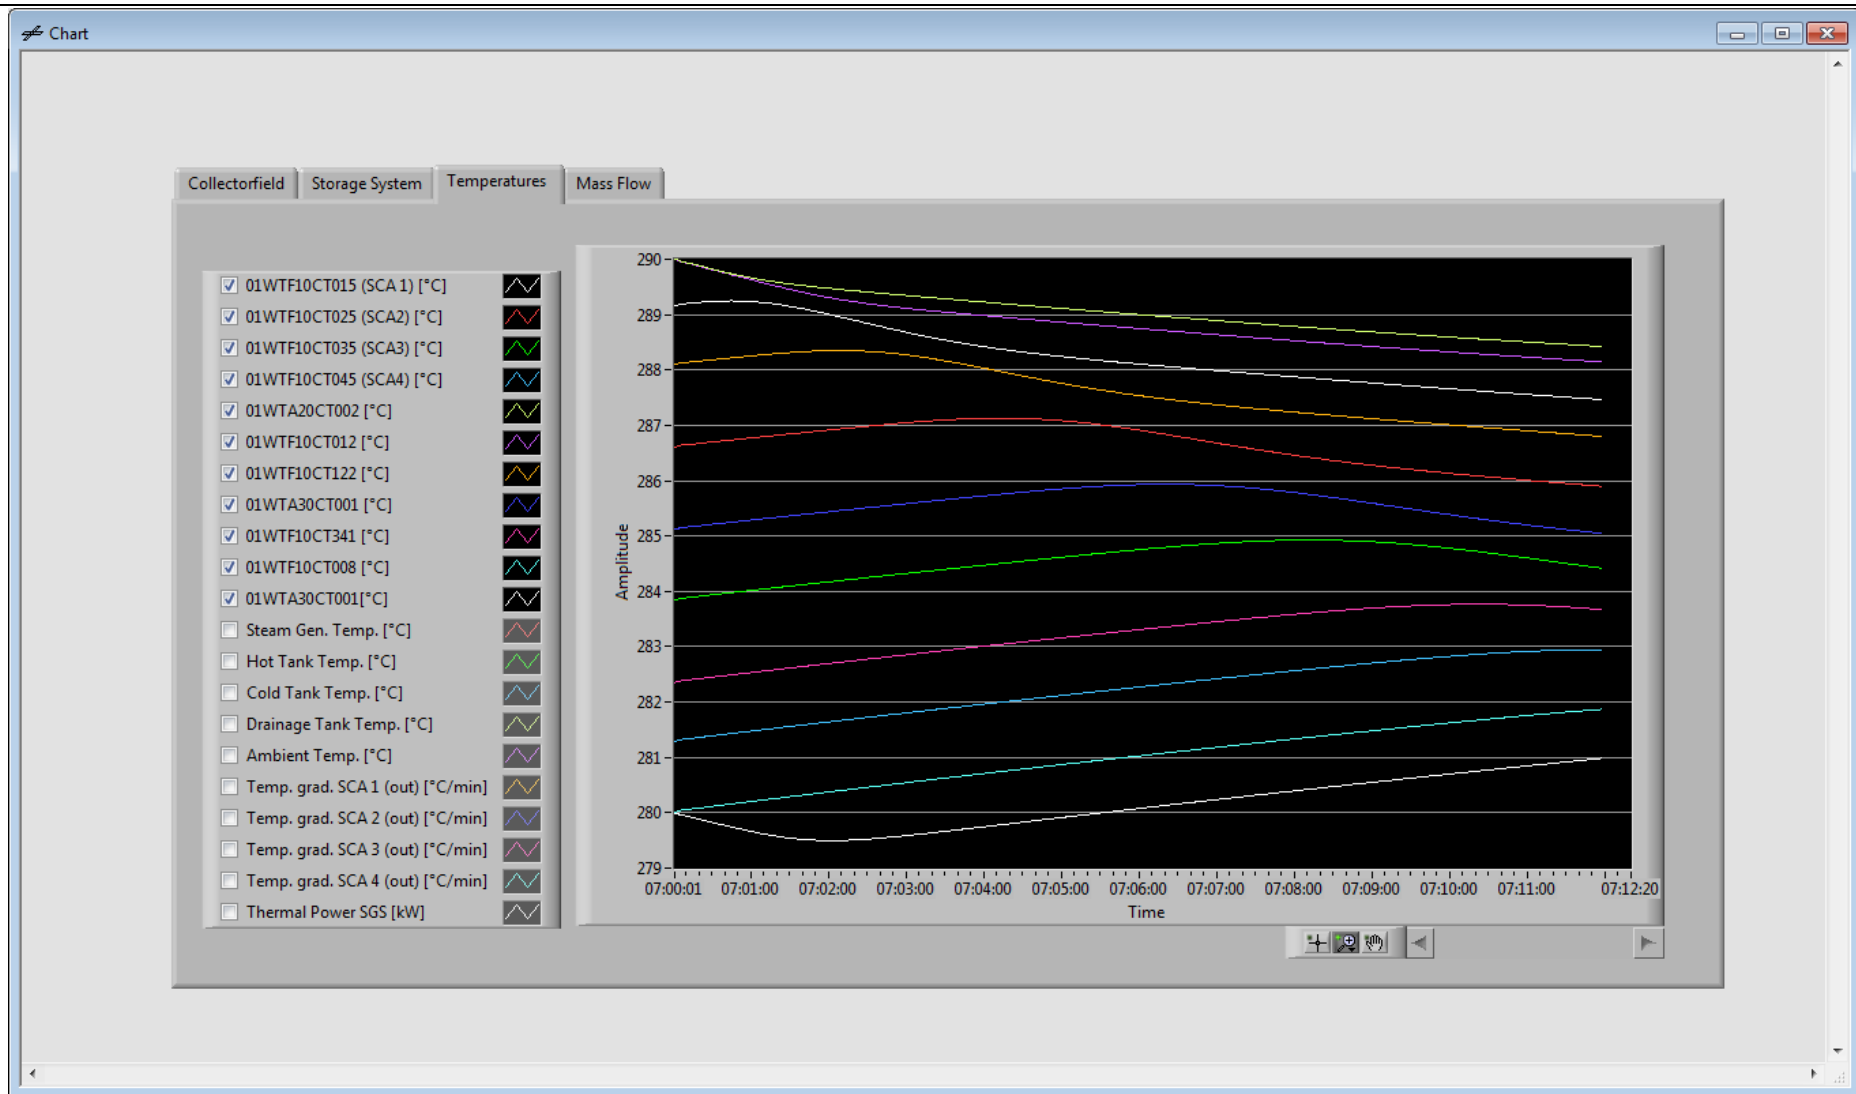 Chart
Collectorfield Storage System Temperatures Mass Flow
01WTF10CT015 (SCA 1) [°C]
01WTF10CT025 (SCA2) [°C]
01WTF10CT035 (SCA3) [°C]
01WTF10CT045 (SCA4) [°C]
01WTA20CT002 [°C]
01WTF10CT012 [°C]
01WTF10CT122 [°C]
01WTA30CT001 [°C]
01WTF10CT341 [°C]
01WTF10CT008 [°C]
01WTA30CT001[°C]
Steam Gen. Temp. [°C]
Hot Tank Temp. [°C]
Cold Tank Temp. [°C]
Drainage Tank Temp. [°C]
Ambient Temp. [°C]
Temp. grad. SCA 1 (out) [°C/min]
Temp. grad. SCA 2 (out) [°C/min]
Temp. grad. SCA 3 (out) [°C/min]
Temp. grad. SCA 4 (out) [°C/min]
Thermal Power SGS [kW]
Amplitude
290
289
288
287
286
285
284
283
282
281
280
279
07:00:01 07:01:00 07:02:00 07:03:00 07:04:00 07:05:00 07:06:00 07:07:00 07:08:00 07:09:00 07:10:00 07:11:00 07:12:20
Time